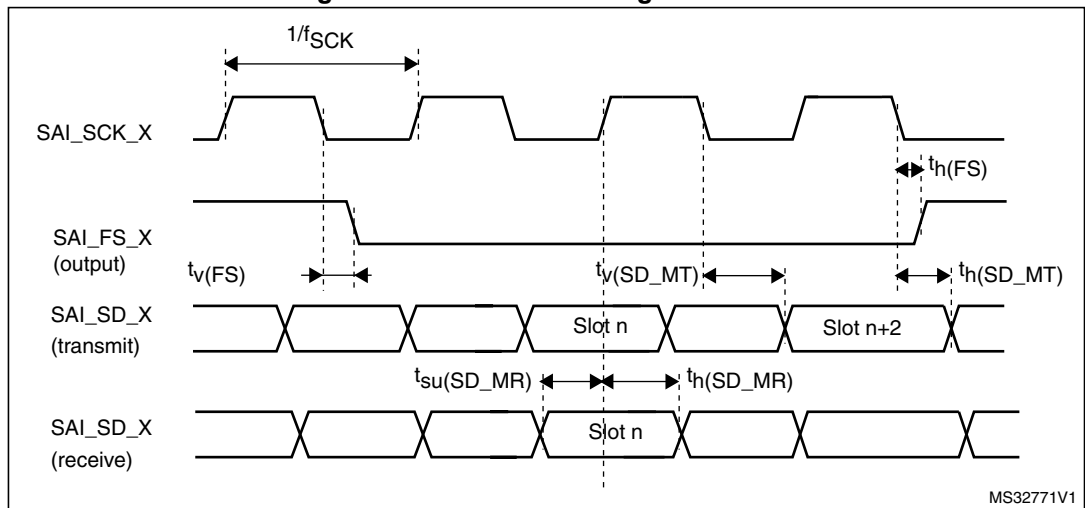 1/fSCK
SAI_SCK_X
th(FS)
SAI_FS_X
(output)
tv(FS)
tv(SD_MT)
th(SD_MT)
SAI_SD_X
(transmit)
Slot n
Slot n+2
tsu(SD_MR)
th(SD_MR)
SAI_SD_X
(receive)
Slot n
MS32771V1